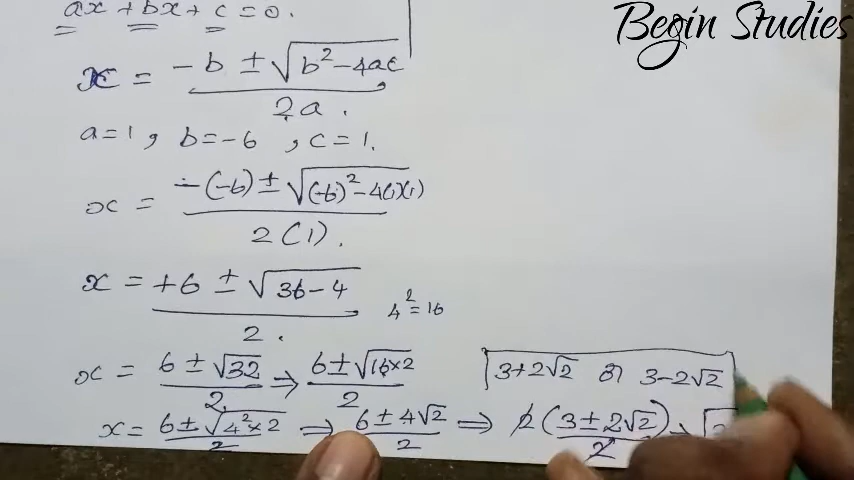 Begin Studies
ax + bx + c = 0.
x = -b ± √(b² - 4ac) / 2a.
a = 1, b = -6, c = 1.
x = -(-6) ± √((-6)² - 4(1)(1)) / 2(1).
x = +6 ± √(36 - 4) / 2.
4² = 16
x = 6 ± √32 / 2 ⇒ 6 ± √(16×2) / 2
3+2√2 or 3-2√2
x = 6 ± √(4²×2) / 2 ⇒ 6 ± 4√2 / 2 ⇒ 2(3 ± 2√2) / 2